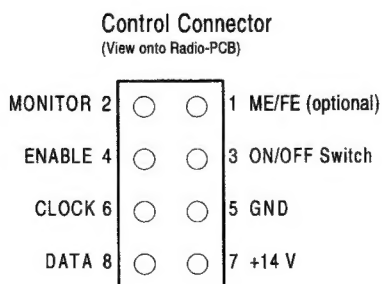 Control Connector
(View onto Radio-PCB)
MONITOR 2 1 ME/FE (optional)
ENABLE 4 3 ON/OFF Switch
CLOCK 6 5 GND
DATA 8 7 +14 V